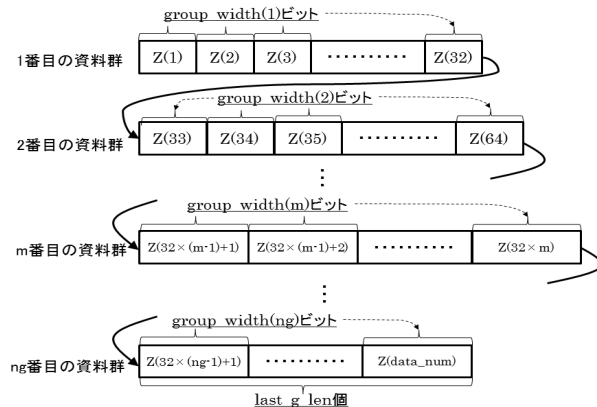 group_width(1)ビット
1番目の資料群 Z(1) Z(2) Z(3) ･･････････ Z(32)
group_width(2)ビット
2番目の資料群 Z(33) Z(34) Z(35) ･･････････ Z(64)
group_width(m)ビット
m番目の資料群 Z(32×(m-1)+1) Z(32×(m-1)+2) ･･････････ Z(32×m)
group_width(ng)ビット
ng番目の資料群 Z(32×(ng-1)+1) ･･････････ Z(data_num)
last_g_len個